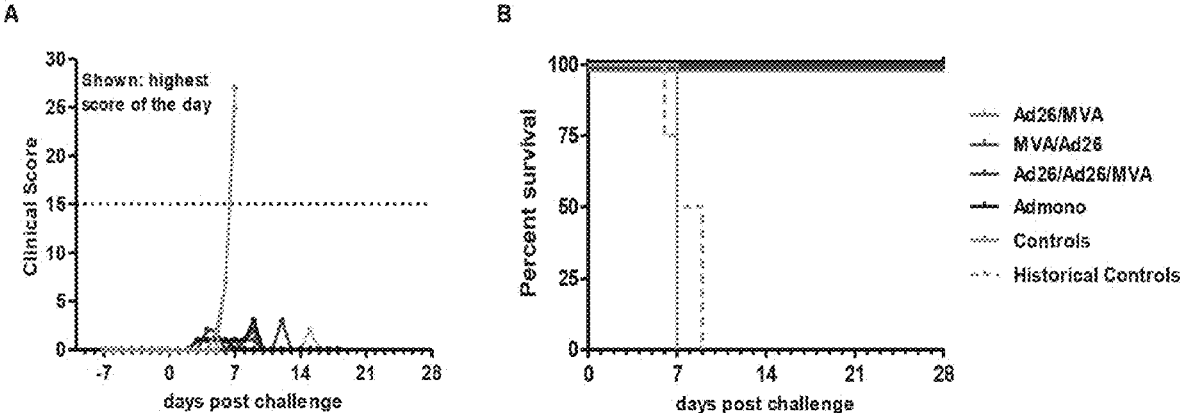 A
B
30
25
20
15
10
5
0
Shown: highest
score of the day
Clinical Score
-7
0
7
14
21
28
days post challenge
100
75
50
25
0
Percent survival
0
7
14
21
28
days post challenge
Ad26/MVA
MVA/Ad26
Ad26/Ad26/MVA
Admono
Controls
Historical Controls